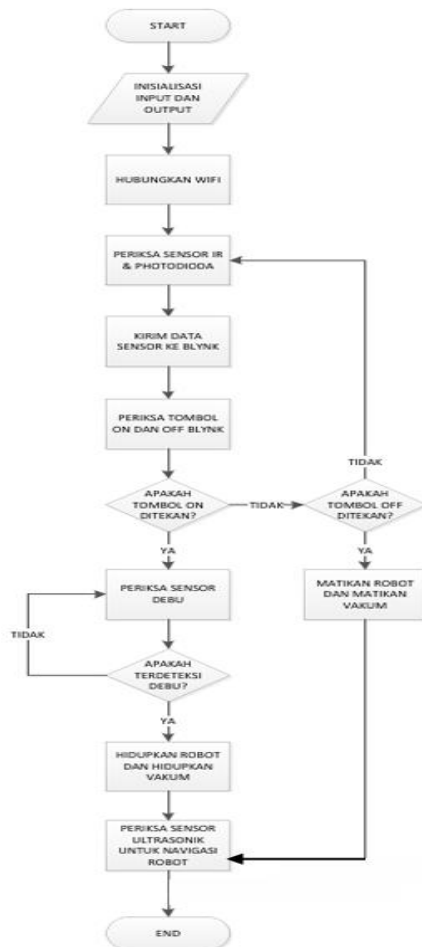 START
INISIALISASI
INPUT DAN
OUTPUT
HUBUNGKAN WIFI
PERIKSA SENSOR IR
& PHOTODIODA
KIRIM DATA
SENSOR KE BLYNK
PERIKSA TOMBOL
ON DAN OFF BLYNK
APAKAH
TOMBOL ON
DITEKAN?
TIDAK
APAKAH
TOMBOL OFF
DITEKAN?
TIDAK
YA
YA
PERIKSA SENSOR
DEBU
MATIKAN ROBOT
DAN MATIKAN
VAKUM
TIDAK
APAKAH
TERDETEKSI
DEBU?
YA
HIDUPKAN ROBOT
DAN HIDUPKAN
VAKUM
PERIKSA SENSOR
ULTRASONIK
UNTUK NAVIGASI
ROBOT
END